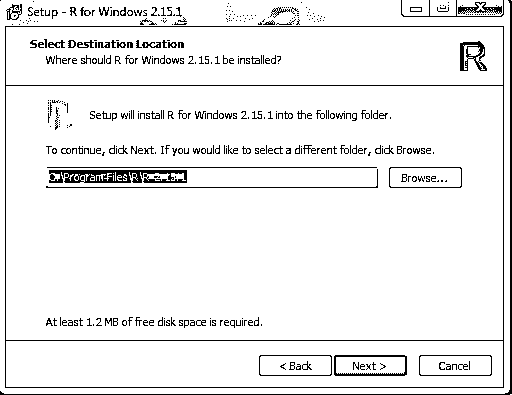 Setup - R for Windows 2.15.1
Select Destination Location
Where should R for Windows 2.15.1 be installed?
R
Setup will install R for Windows 2.15.1 into the following folder.
To continue, click Next. If you would like to select a different folder, click Browse.
C:\Program Files\R\R-2.15.1
Browse...
At least 1.2 MB of free disk space is required.
< Back
Next >
Cancel